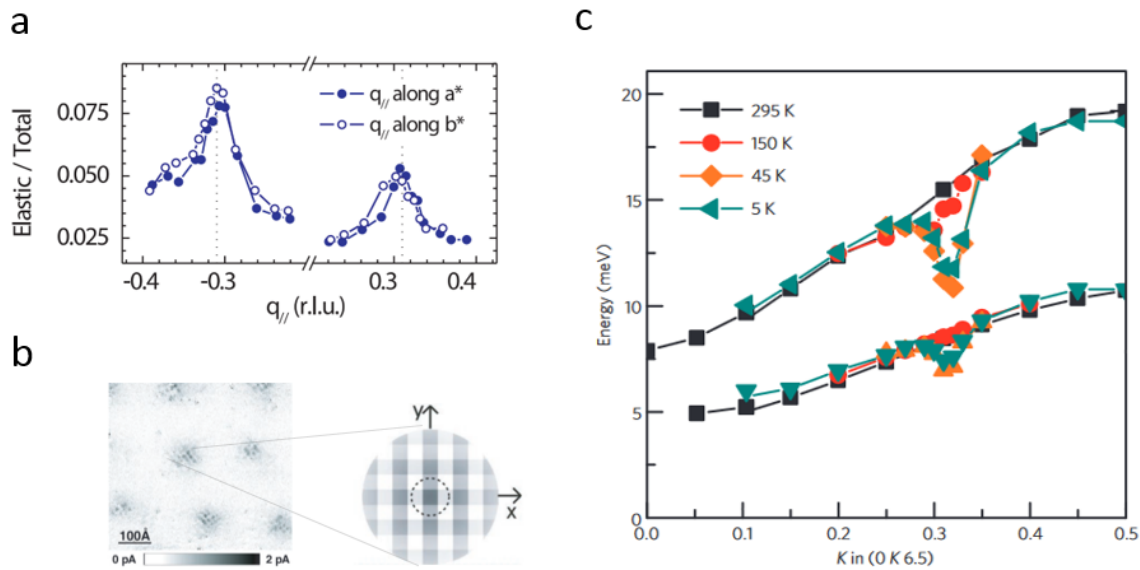 a
0.075
0.050
0.025
Elastic / Total
q// along a*
q// along b*
-0.4
-0.3
0.3
0.4
q// (r.l.u.)
b
100Å
0 pA
2 pA
y
x
c
20
15
10
5
0
Energy (meV)
295 K
150 K
45 K
5 K
0.0
0.1
0.2
0.3
0.4
0.5
K in (0 K 6.5)